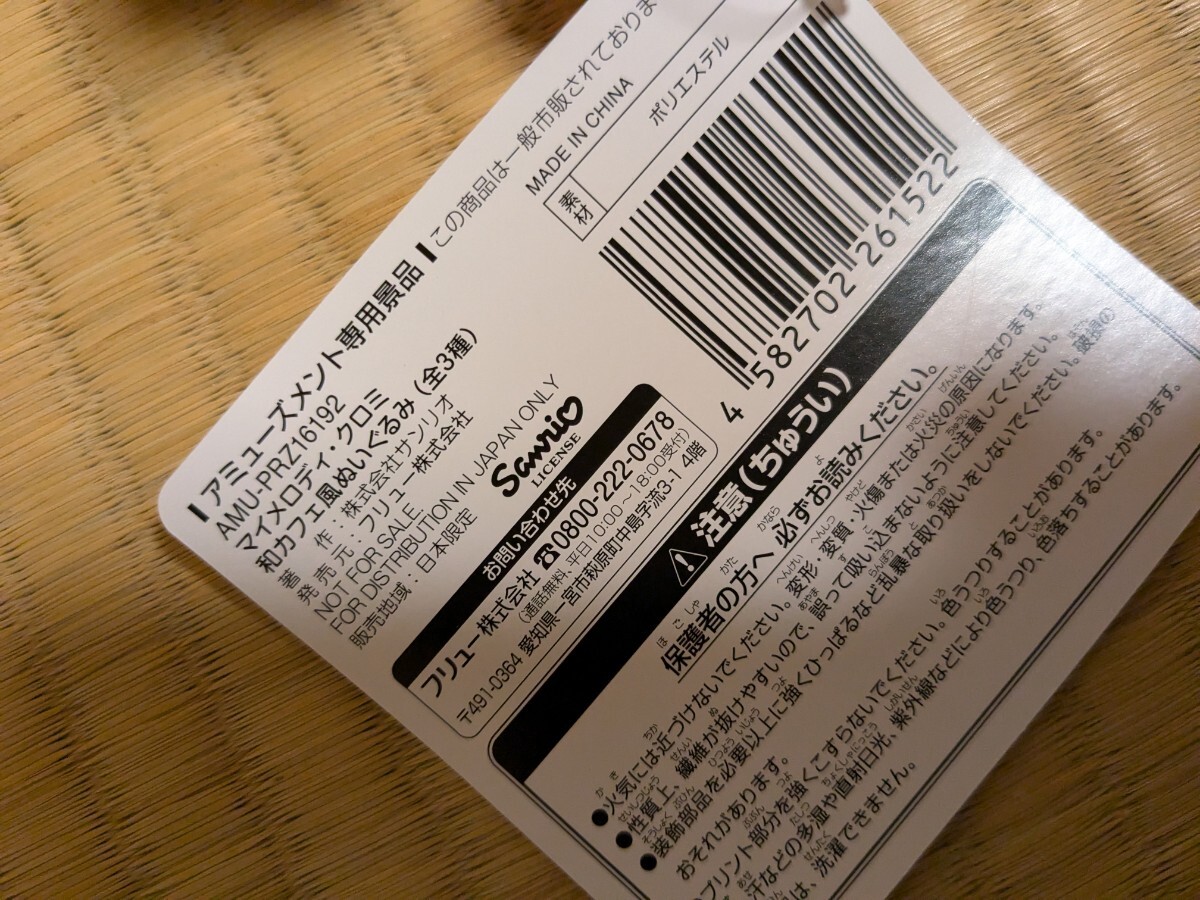 アミューズメント専用景品 この商品は一般市販されておりま
AMU-PRZ16192
マイメロディ・クロミ
和カフェ風ぬいぐるみ（全3種）
著作：株式会社サンリオ
発売元：フリュー株式会社
NOT FOR SALE
FOR DISTRIBUTION IN JAPAN ONLY
販売地域：日本限定
MADE IN CHINA
素材 ポリエステル
Sanrio
LICENSE
お問い合わせ先
フリュー株式会社 ☎0800-222-0678
（通話無料、平日10:00～18:00受付）
〒491-0364 愛知県一宮市萩原町中島字流3-1 4階
4 582702 261522
⚠ 注意（ちゅうい）
保護者の方へ 必ずお読みください。
●火気には近づけないでください。変形・変質、火傷または火災の原因になります。
●性質上、繊維が抜けやすいので、誤って吸い込まないように注意してください。
●装飾部品を必要以上に強くひっぱるなど乱暴な取り扱いをしないでください。破損の
おそれがあります。
プリント部分を強くこすらないでください。色うつりすることがあります。
汗などの多湿や直射日光、紫外線などにより色うつり、色落ちすることがあります。
は、洗濯できません。